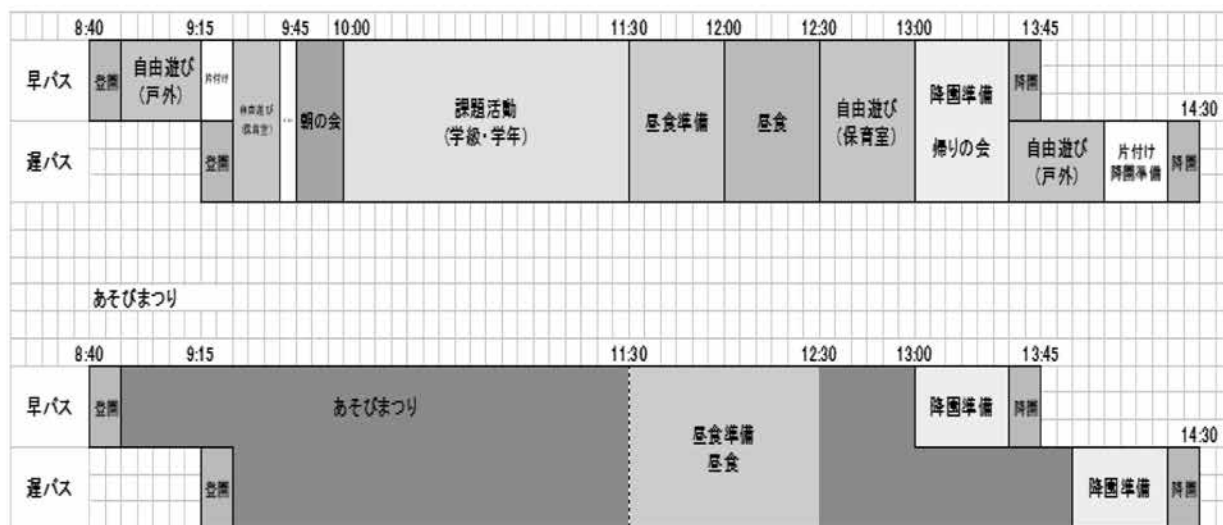 8:40 9:15 9:45 10:00 11:30 12:00 12:30 13:00 13:45
早バス 登園 自由遊び 片付け 自由遊び 朝の会 課題活動 昼食準備 昼食 自由遊び 降園準備 降園
(戸外) (保育室) (学級・学年) (保育室) 帰りの会
14:30
遅バス 登園 自由遊び 片付け 降園
(戸外) 降園準備
あそびまつり
8:40 9:15 11:30 12:30 13:00 13:45
早バス 登園 あそびまつり 昼食準備 降園準備 降園
昼食
14:30
遅バス 登園 降園準備 降園